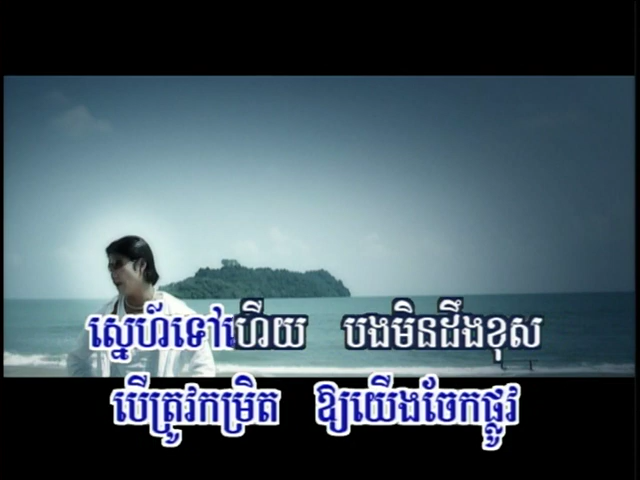 ស្នេហ៍ទៅហើយ បងមិនដឹងខុស
បើត្រូវកម្រិត ឱ្យយើងចែកផ្លូវ